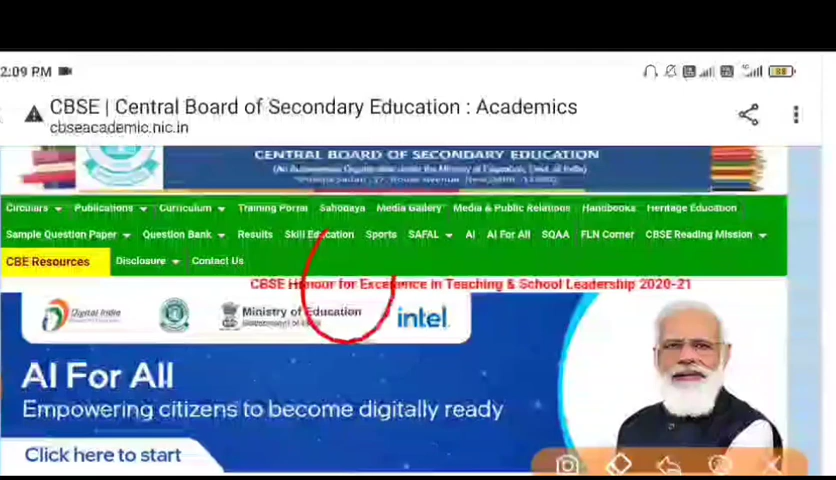 2:09 PM
CBSE | Central Board of Secondary Education : Academics
cbseacademic.nic.in
CENTRAL BOARD OF SECONDARY EDUCATION
Circulars Publications Curriculum Training Portal Sahodaya Media Gallery Media & Public Relations Handbooks Heritage Education
Sample Question Paper Question Bank Results Skill Education Sports SAFAL AI AI For All SQAA FLN Corner CBSE Reading Mission
CBE Resources Disclosure Contact Us
CBSE Honour for Excellence in Teaching & School Leadership 2020-21
Digital India
Ministry of Education
intel.
AI For All
Empowering citizens to become digitally ready
Click here to start